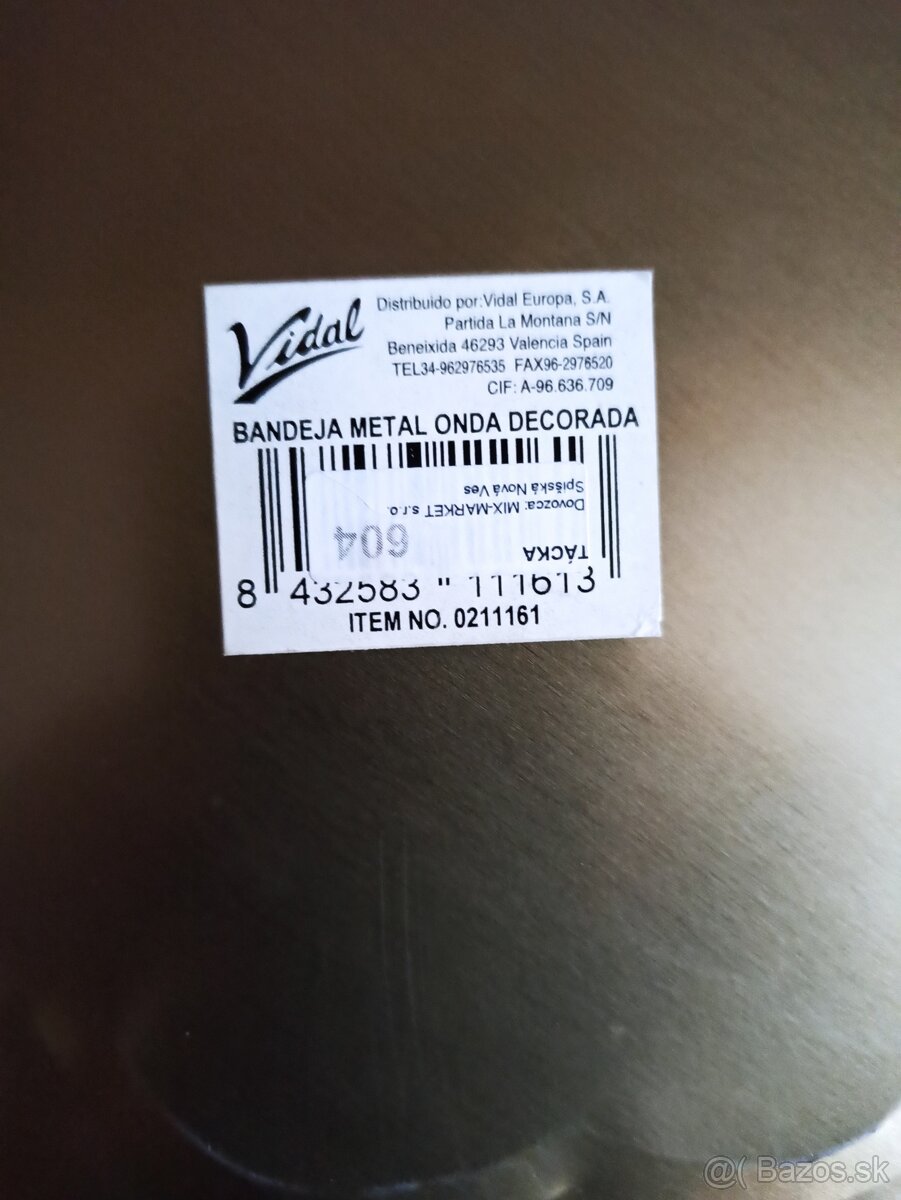 Vidal
Distribuido por:Vidal Europa, S.A.
Partida La Montana S/N
Beneixida 46293 Valencia Spain
TEL34-962976535 FAX96-2976520
CIF: A-96.636.709
BANDEJA METAL ONDA DECORADA
TÁCKA
604
Dovozca: MIX-MARKET s.r.o.
Spišská Nová Ves
8 432583 111613
ITEM NO. 0211161
@( Bazos.sk